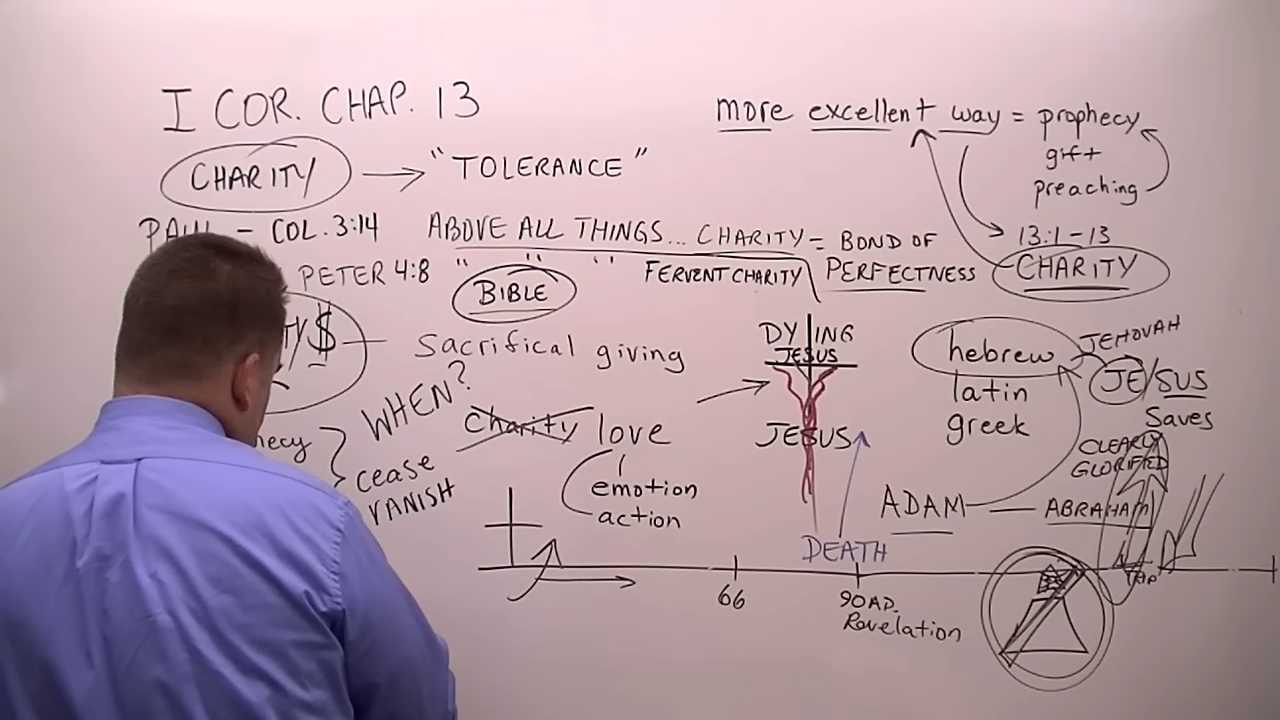 I COR. CHAP. 13
CHARITY → "TOLERANCE"
PAUL - COL. 3:14 ABOVE ALL THINGS... CHARITY = BOND OF PERFECTNESS
PETER 4:8 " " " FERVENT CHARITY
BIBLE
more excellent way = prophecy
gift
preaching
13:1-13
CHARITY
$ — Sacrifical giving
WHEN?
cease
VANISH
Charity love
emotion
action
DYING
JESUS
JESUS
DEATH
hebrew
latin
greek
JEHOVAH
JE/SUS
Saves
CLEARLY
GLORIFIED
ADAM — ABRAHAM
66
90AD.
Revelation